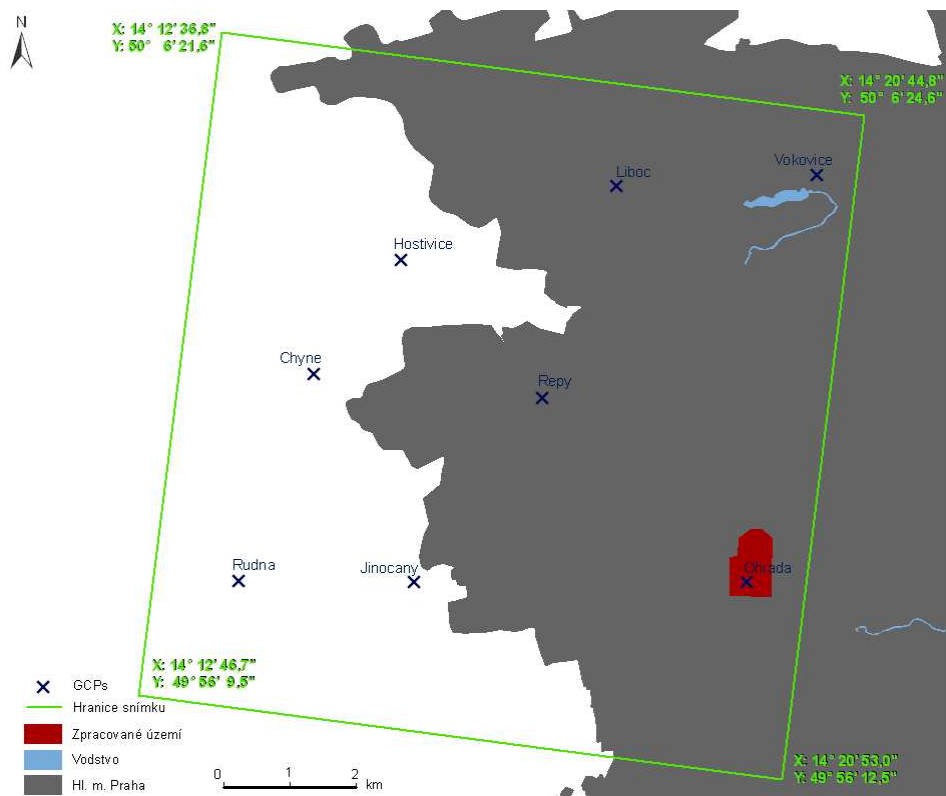 N
X: 14° 12' 36,8"
Y: 50° 6' 21,6"
X: 14° 20' 44,8"
Y: 50° 6' 24,6"
Vokovice
Liboc
Hostivice
Chyne
Repy
Rudna
Jinocany
Ohrada
X: 14° 12' 46,7"
Y: 49° 56' 9,5"
X: 14° 20' 53,0"
Y: 49° 56' 12,5"
GCPs
Hranice snímku
Zpracované území
Vodstvo
Hl. m. Praha
0 1 2 km